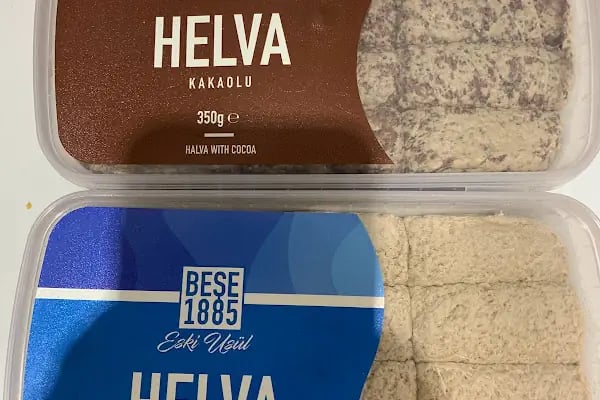 HELVA
KAKAOLU
350g ℮
HALVA WITH COCOA
BEŞE
1885
Eski Usül
HELVA